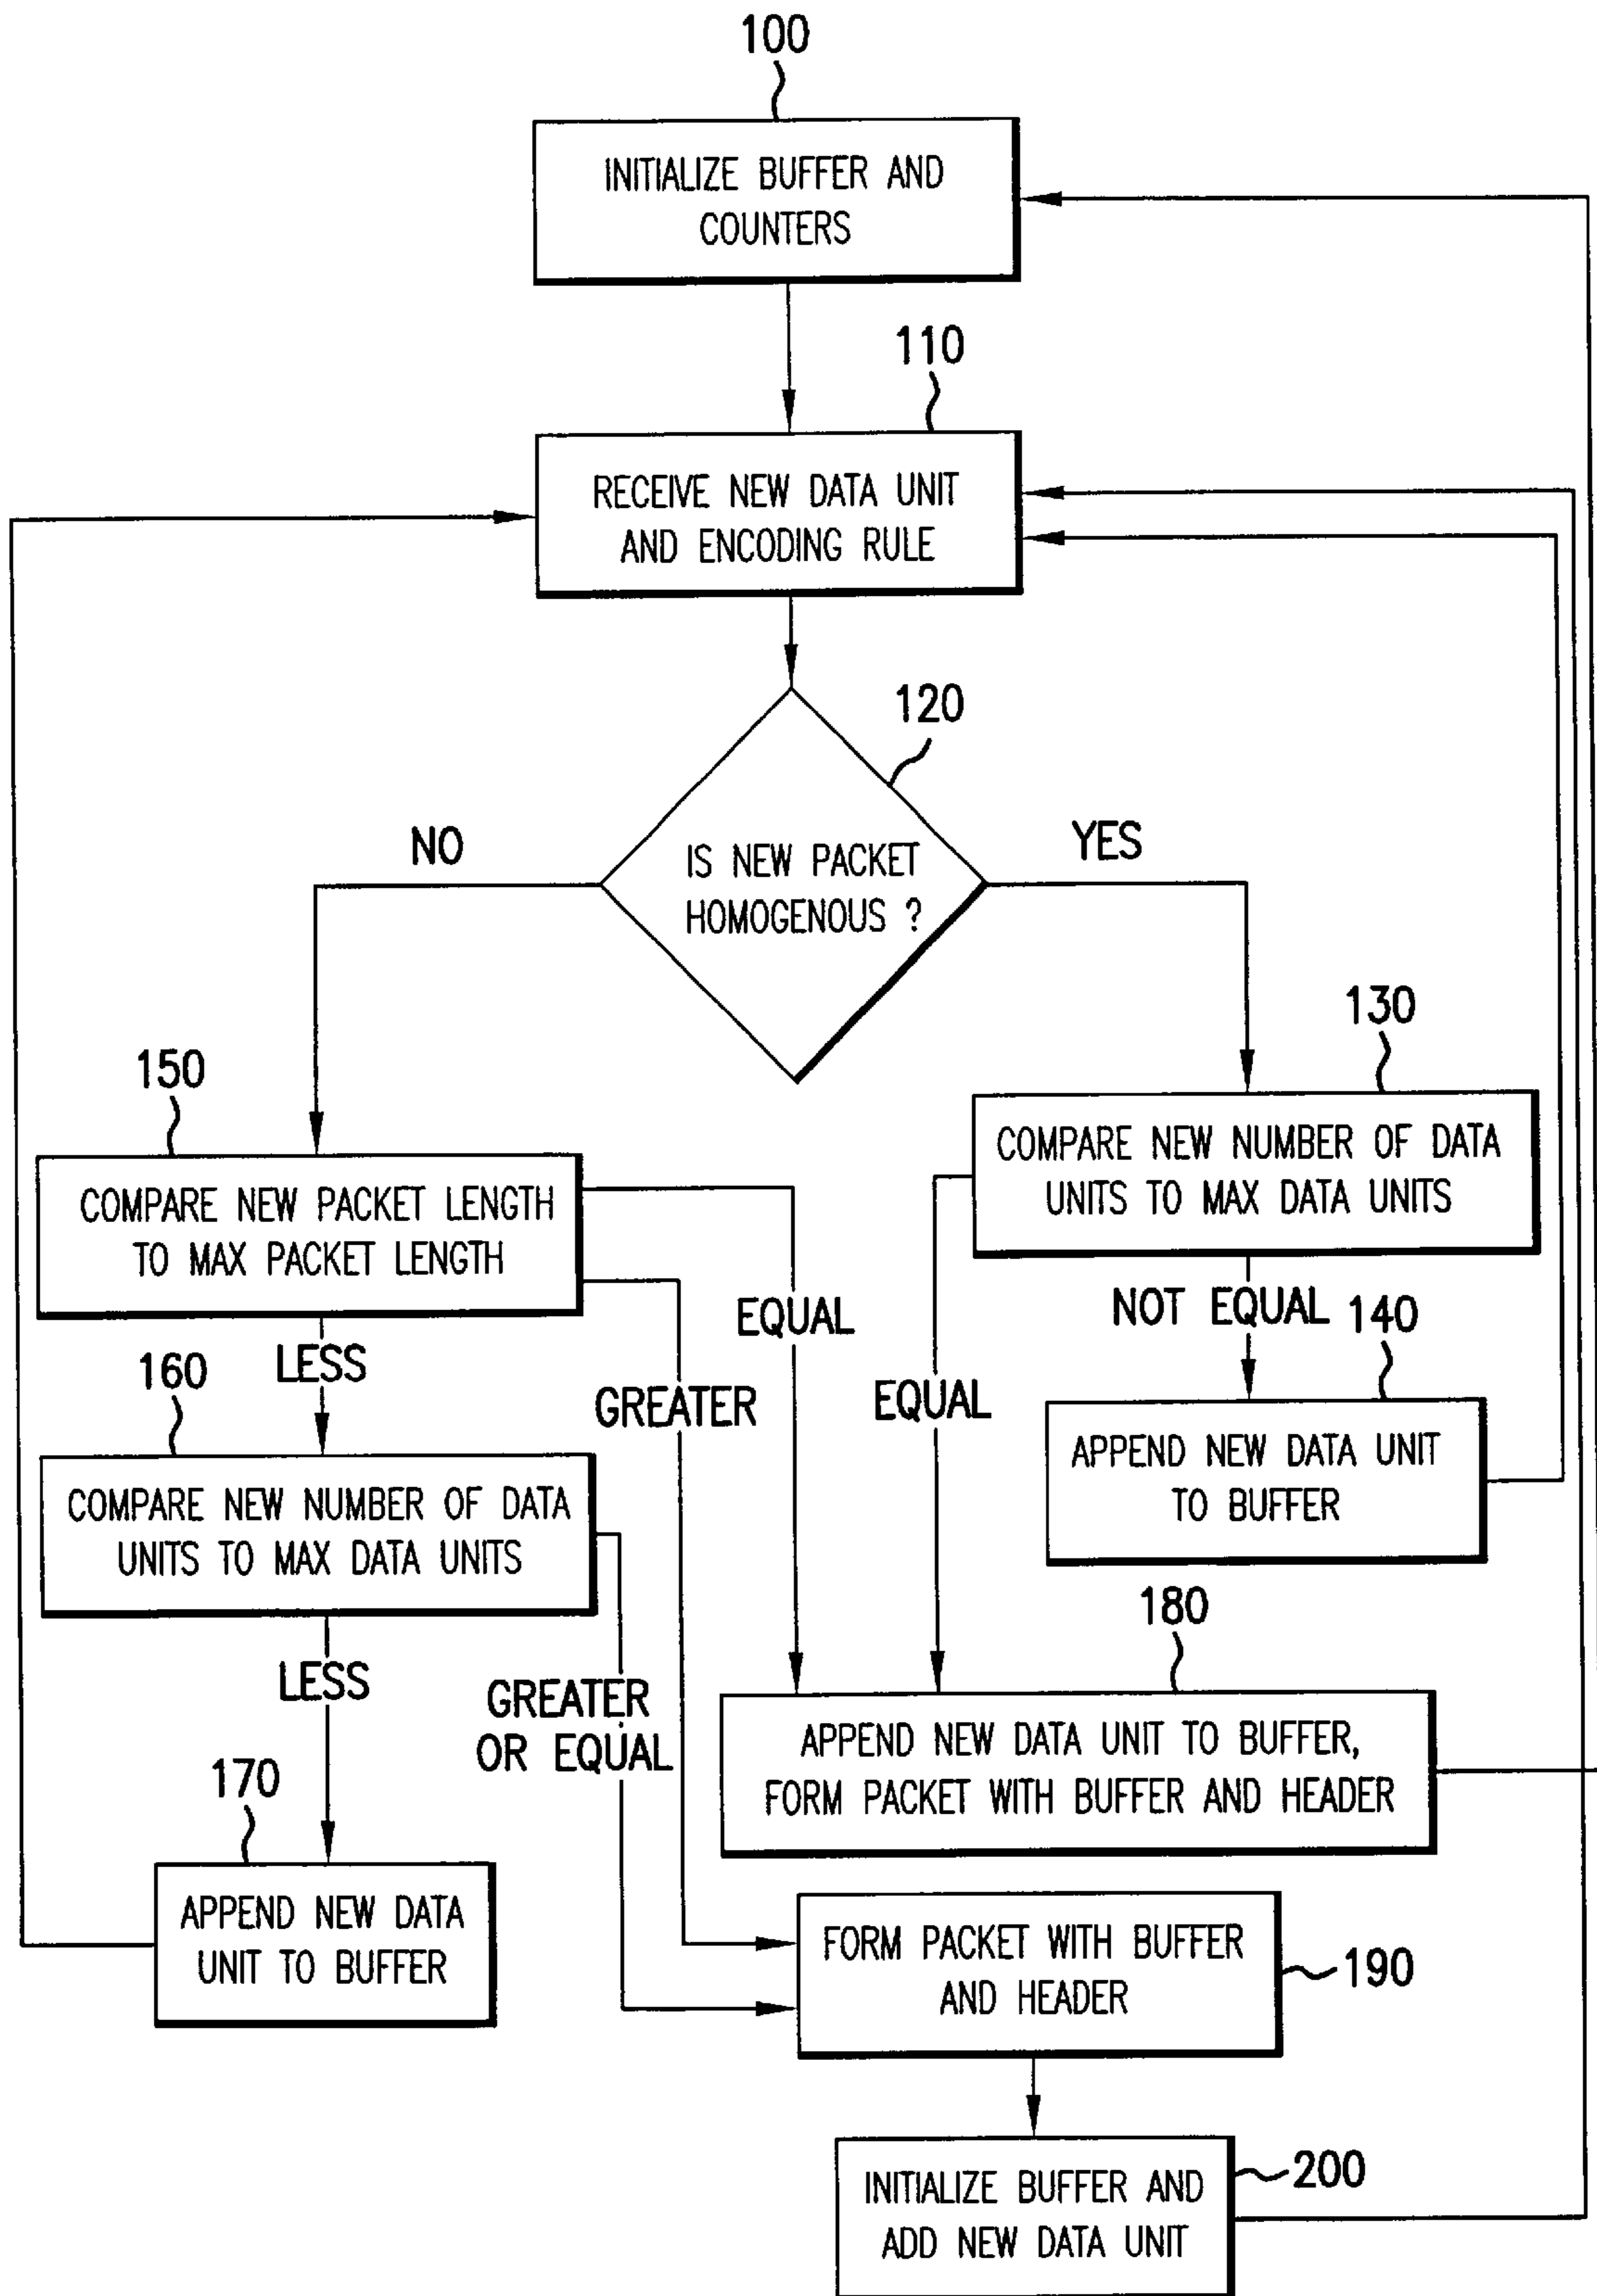 100
INITIALIZE BUFFER AND
COUNTERS
110
RECEIVE NEW DATA UNIT
AND ENCODING RULE
120
IS NEW PACKET
HOMOGENOUS ?
NO
YES
130
COMPARE NEW NUMBER OF DATA
UNITS TO MAX DATA UNITS
150
COMPARE NEW PACKET LENGTH
TO MAX PACKET LENGTH
EQUAL
GREATER
EQUAL
NOT EQUAL
140
APPEND NEW DATA UNIT
TO BUFFER
LESS
160
COMPARE NEW NUMBER OF DATA
UNITS TO MAX DATA UNITS
LESS
GREATER
OR EQUAL
180
APPEND NEW DATA UNIT TO BUFFER,
FORM PACKET WITH BUFFER AND HEADER
170
APPEND NEW DATA
UNIT TO BUFFER
FORM PACKET WITH BUFFER
AND HEADER
190
200
INITIALIZE BUFFER AND
ADD NEW DATA UNIT